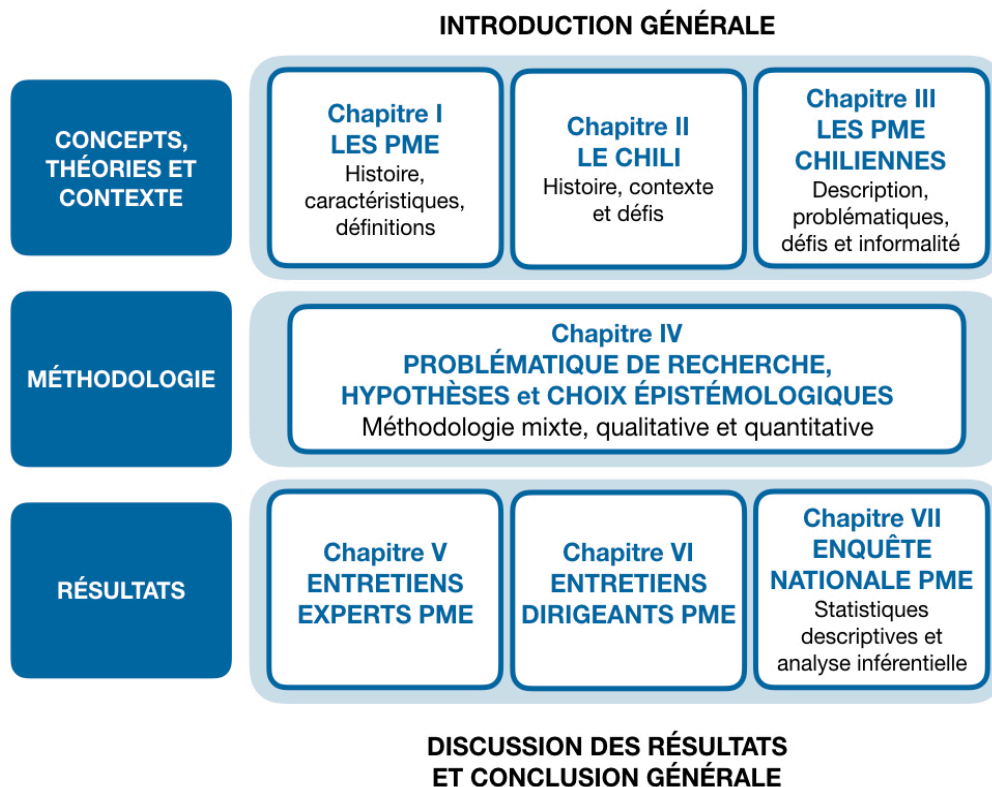 INTRODUCTION GÉNÉRALE
CONCEPTS,
THÉORIES ET
CONTEXTE
Chapitre I
LES PME
Histoire,
caractéristiques,
définitions
Chapitre II
LE CHILI
Histoire, contexte
et défis
Chapitre III
LES PME
CHILIENNES
Description,
problématiques,
défis et informalité
MÉTHODOLOGIE
Chapitre IV
PROBLÉMATIQUE DE RECHERCHE,
HYPOTHÈSES et CHOIX ÉPISTÉMOLOGIQUES
Méthodologie mixte, qualitative et quantitative
RÉSULTATS
Chapitre V
ENTRETIENS
EXPERTS PME
Chapitre VI
ENTRETIENS
DIRIGEANTS PME
Chapitre VII
ENQUÊTE
NATIONALE PME
Statistiques
descriptives et
analyse inférentielle
DISCUSSION DES RÉSULTATS
ET CONCLUSION GÉNÉRALE